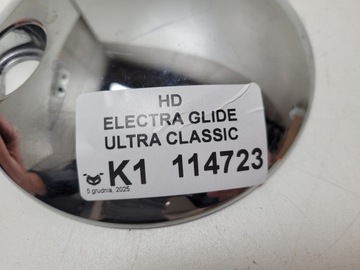 HD
ELECTRA GLIDE
ULTRA CLASSIC
K1 114723
5 grudnia, 2025